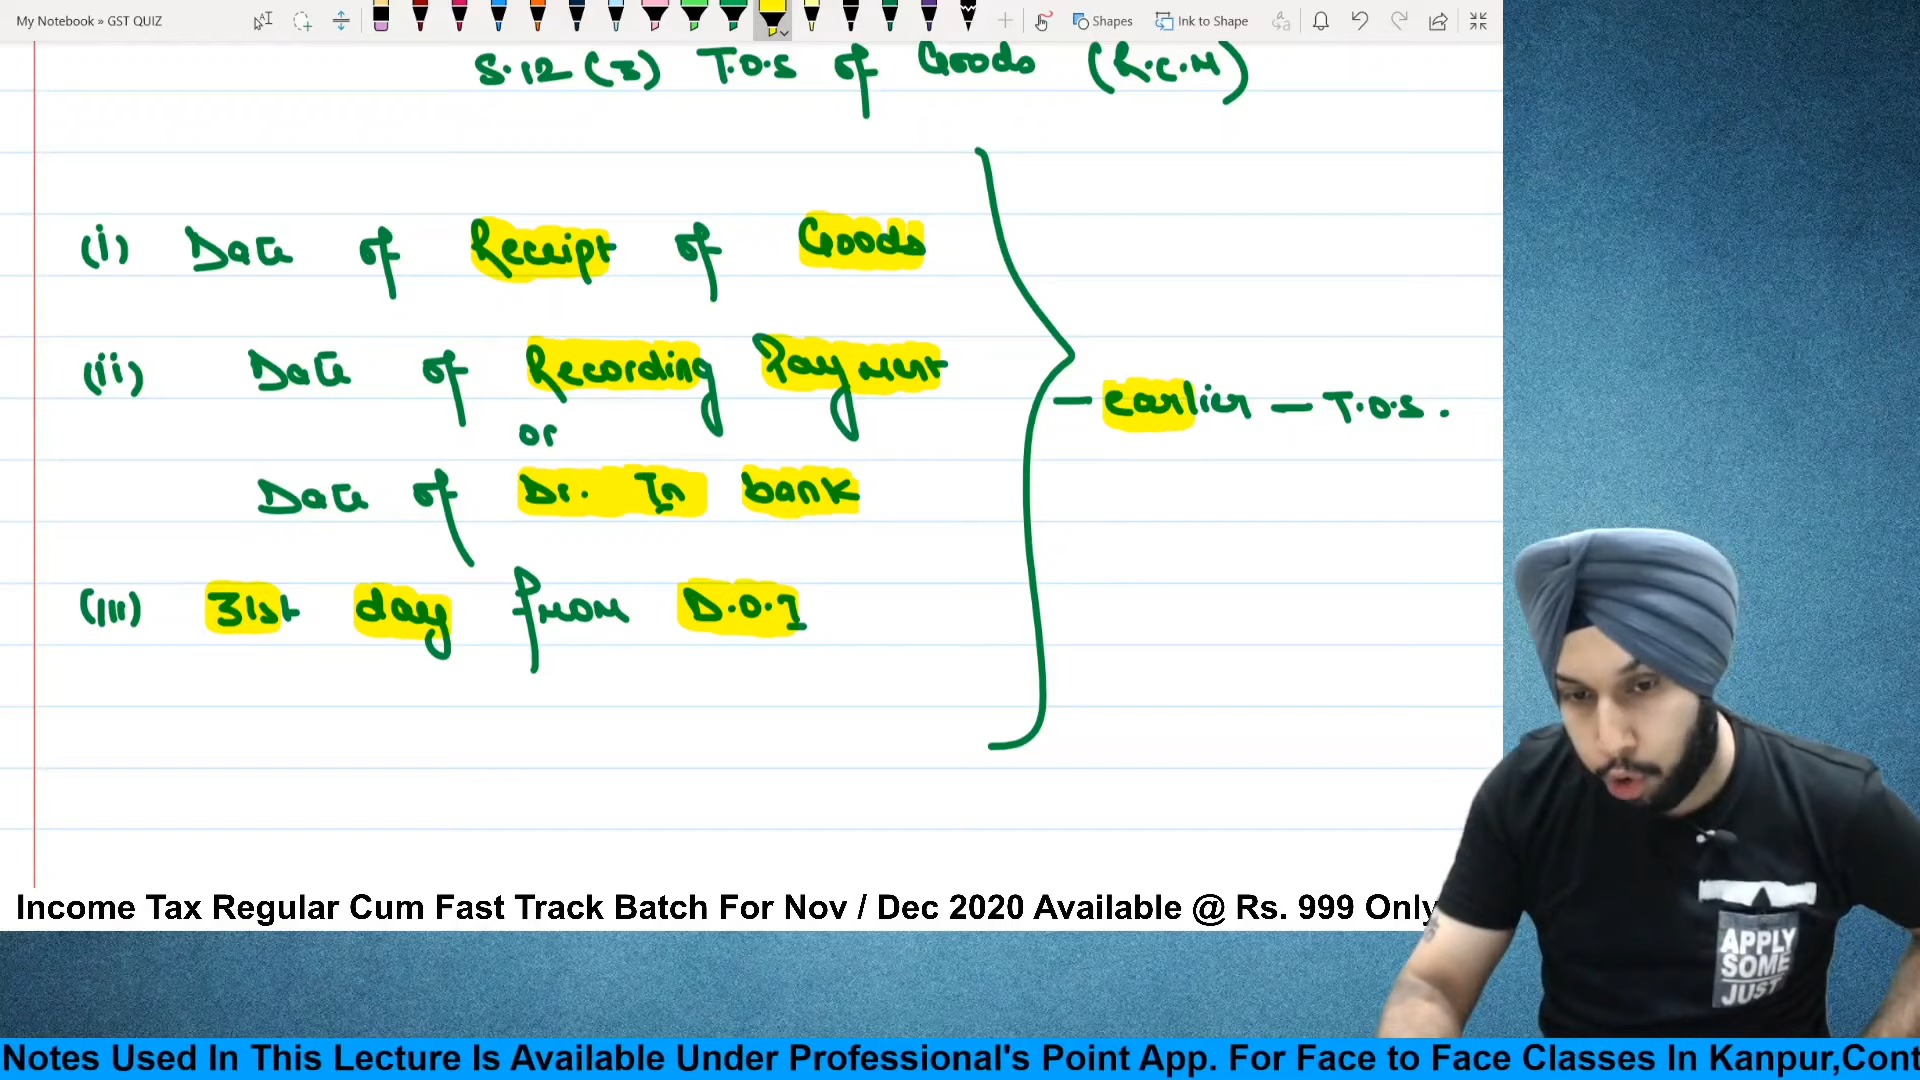 My Notebook » GST QUIZ
Shapes
Ink to Shape
S.12 (3) T.O.S of Goods (R.C.M)
(i) Date of Receipt of Goods
(ii) Date of Recording Payment
or
Date of Dr. In bank
(iii) 31st day from D.O.I
— earlier — T.O.S.
APPLY
SOME
JUST
Income Tax Regular Cum Fast Track Batch For Nov / Dec 2020 Available @ Rs. 999 Only
Notes Used In This Lecture Is Available Under Professional's Point App. For Face to Face Classes In Kanpur,Cont